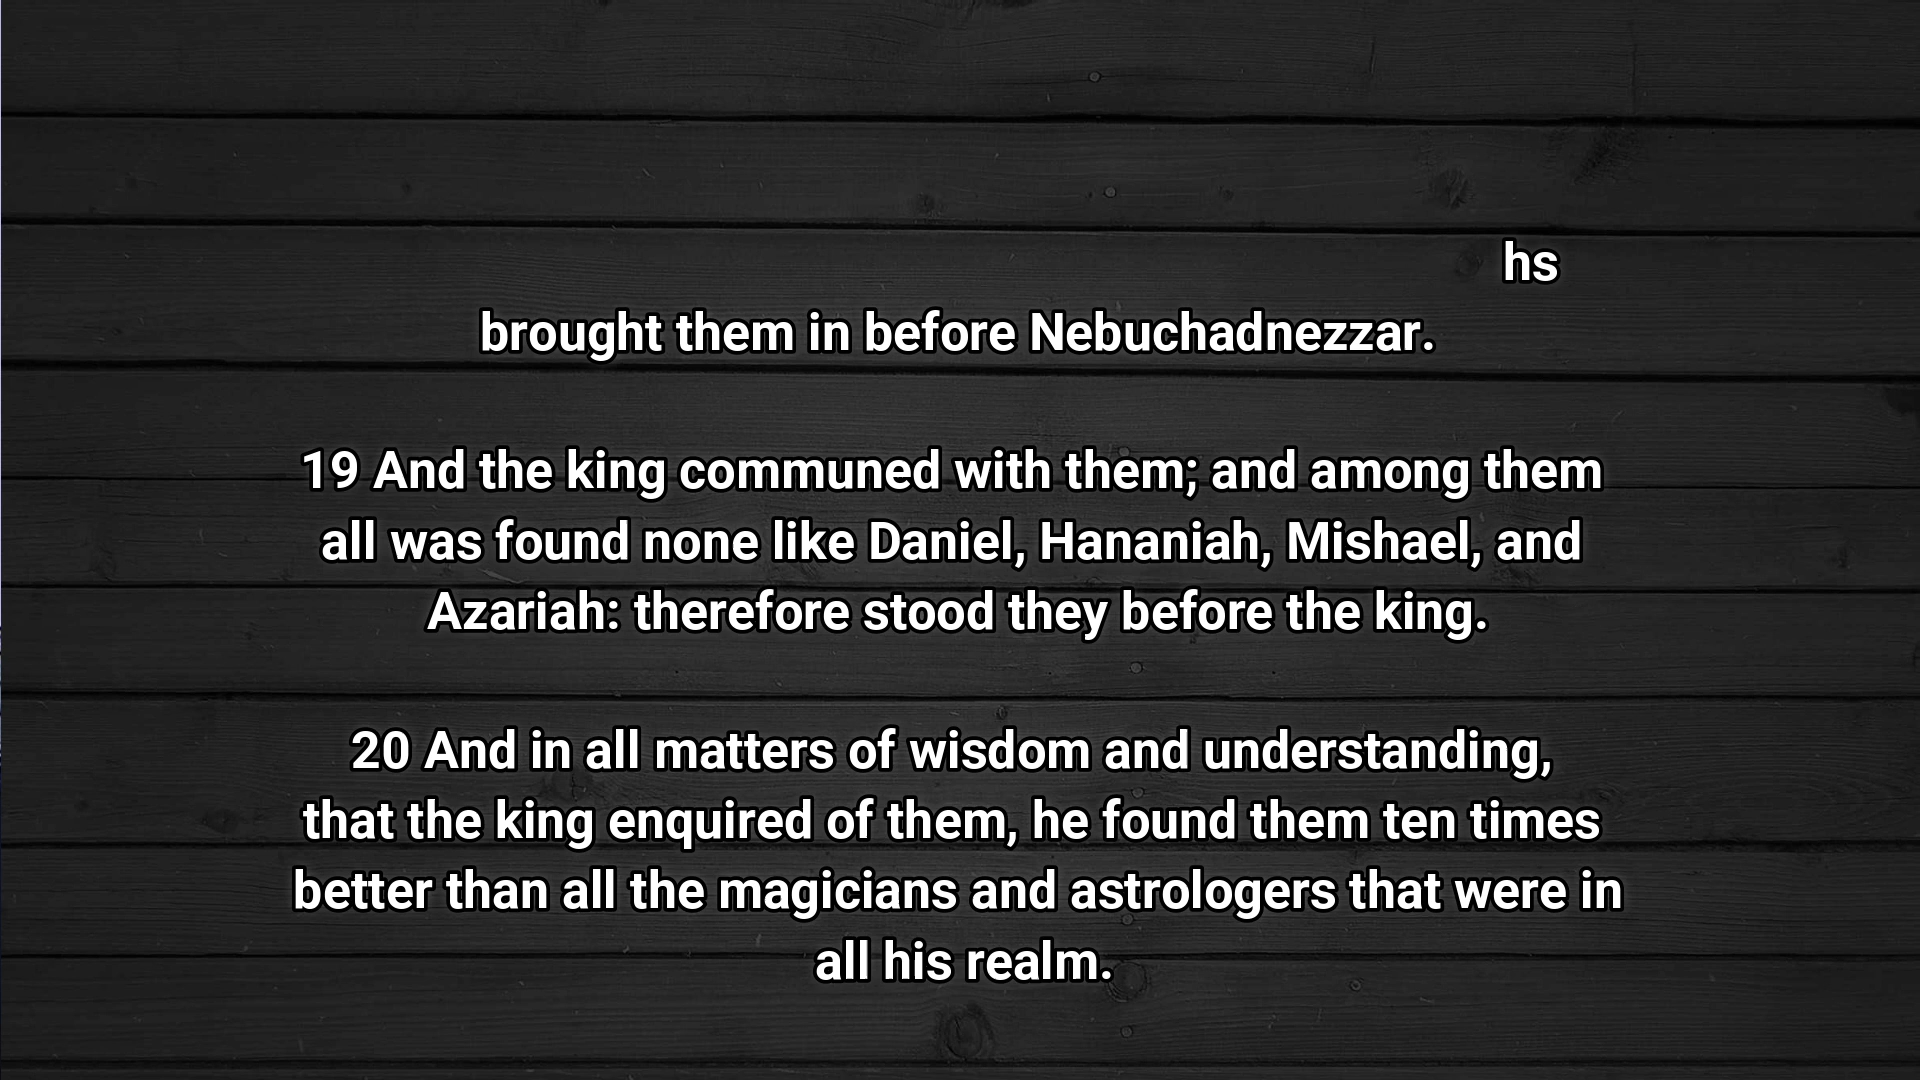 hs
brought them in before Nebuchadnezzar.
19 And the king communed with them; and among them
all was found none like Daniel, Hananiah, Mishael, and
Azariah: therefore stood they before the king.
20 And in all matters of wisdom and understanding,
that the king enquired of them, he found them ten times
better than all the magicians and astrologers that were in
all his realm.